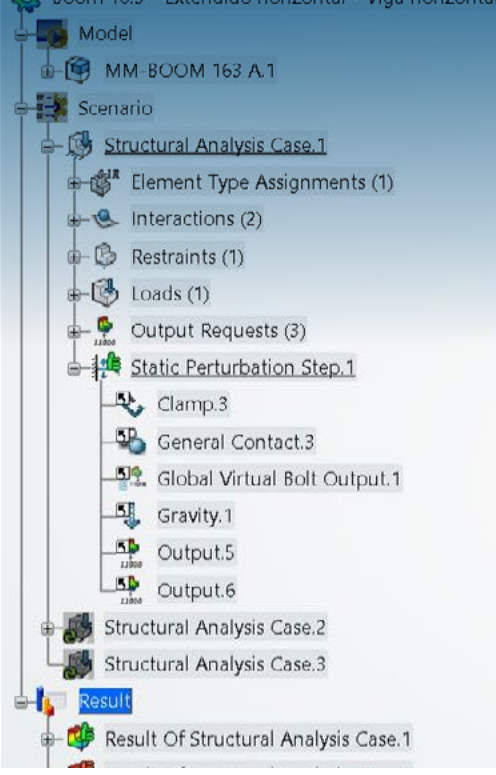 Model
MM-BOOM 163 A.1
Scenario
Structural Analysis Case.1
Element Type Assignments (1)
Interactions (2)
Restraints (1)
Loads (1)
Output Requests (3)
Static Perturbation Step.1
Clamp.3
General Contact.3
Global Virtual Bolt Output.1
Gravity.1
Output.5
Output.6
Structural Analysis Case.2
Structural Analysis Case.3
Result
Result Of Structural Analysis Case.1